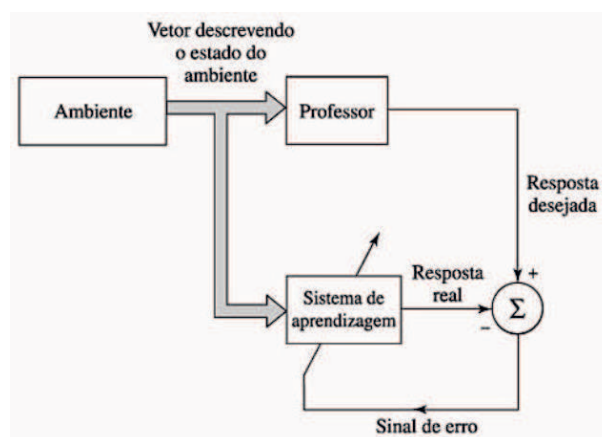 Vetor descrevendo
o estado do
ambiente
Ambiente
Professor
Resposta
desejada
+
Resposta
real
Sistema de
aprendizagem
−
Σ
Sinal de erro